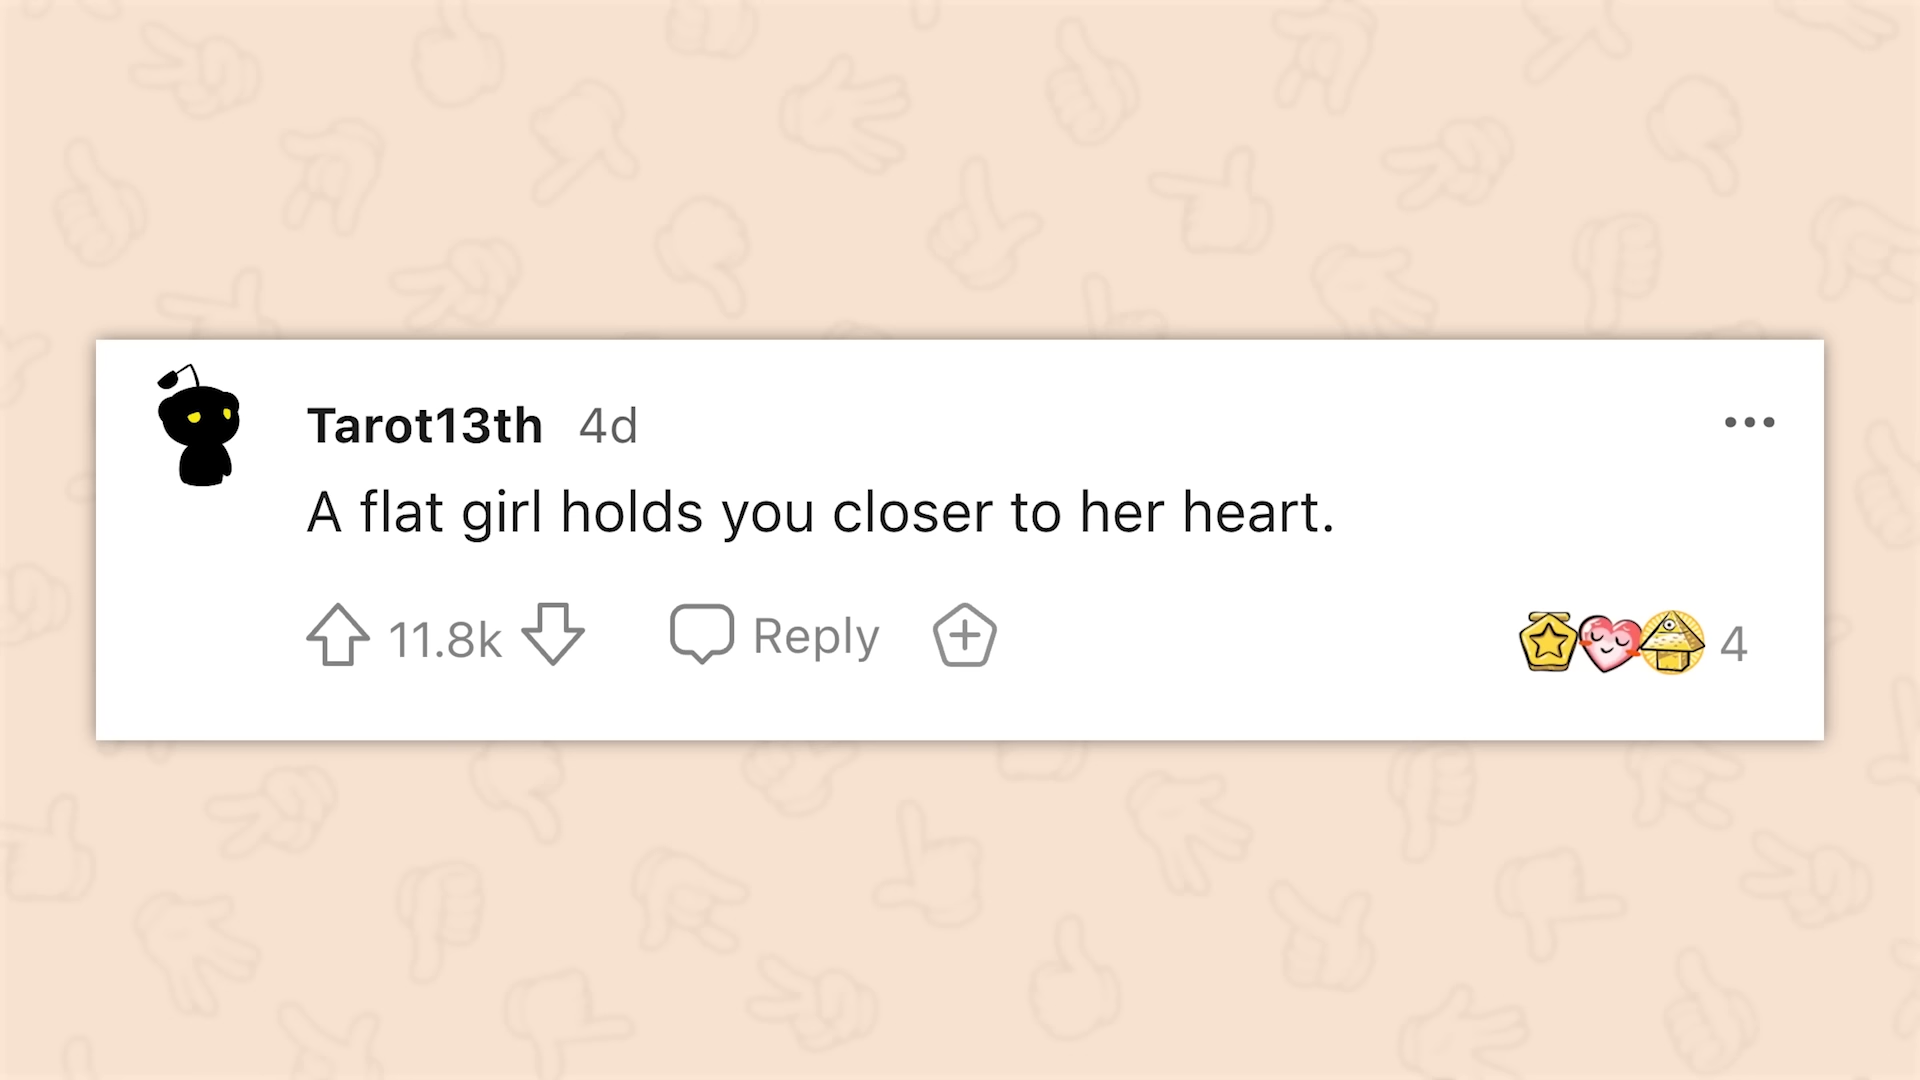 Tarot13th 4d
A flat girl holds you closer to her heart.
11.8k Reply 4